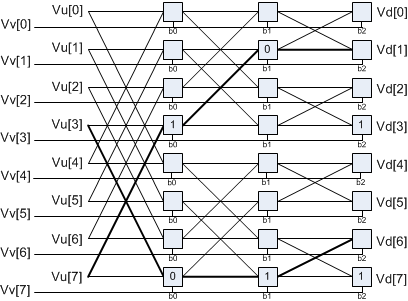 Vu[0] Vd[0]
Vv[0] b0 b1 b2
Vu[1] 0 Vd[1]
Vv[1] b0 b1 b2
Vu[2] Vd[2]
Vv[2] b0 b1 b2
Vu[3] 1 1 Vd[3]
Vv[3] b0 b1 b2
Vu[4] Vd[4]
Vv[4] b0 b1 b2
Vu[5] Vd[5]
Vv[5] b0 b1 b2
Vu[6] Vd[6]
Vv[6] b0 b1 b2
Vu[7] 0 1 1 Vd[7]
Vv[7] b0 b1 b2